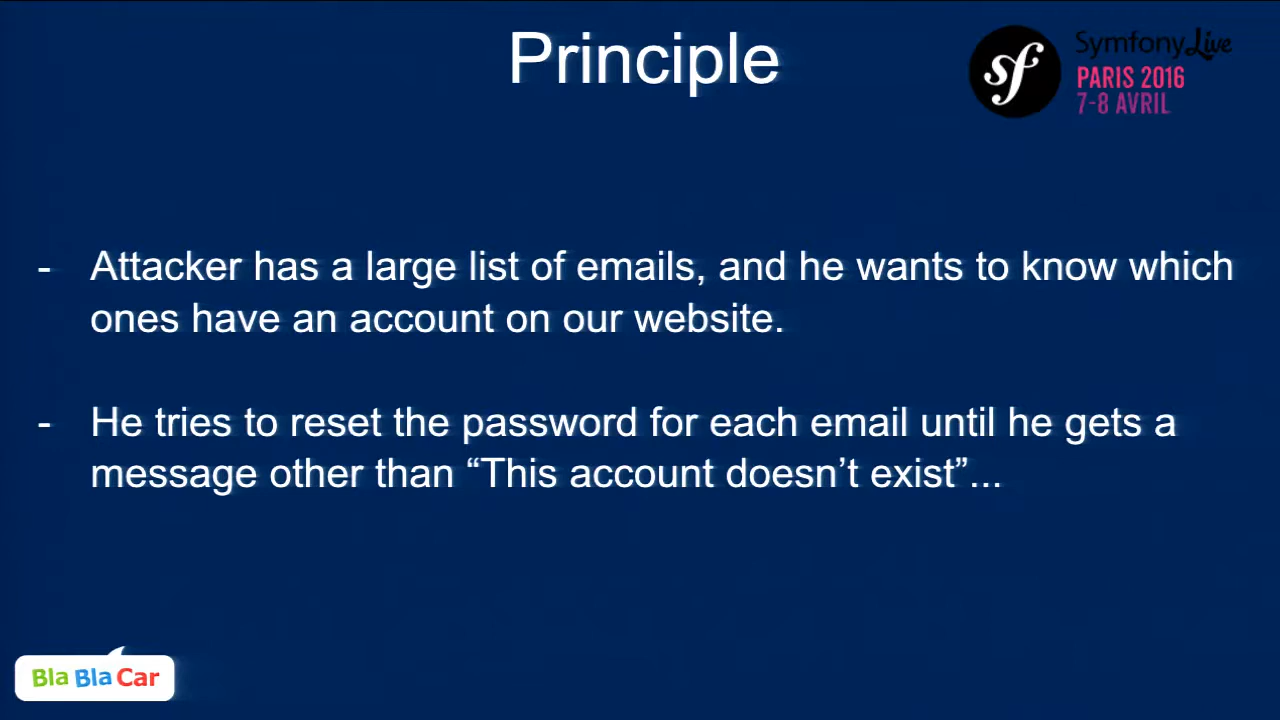 Principle
sf
SymfonyLive
PARIS 2016
7-8 AVRIL
- Attacker has a large list of emails, and he wants to know which
ones have an account on our website.
- He tries to reset the password for each email until he gets a
message other than “This account doesn’t exist”...
BlaBlaCar